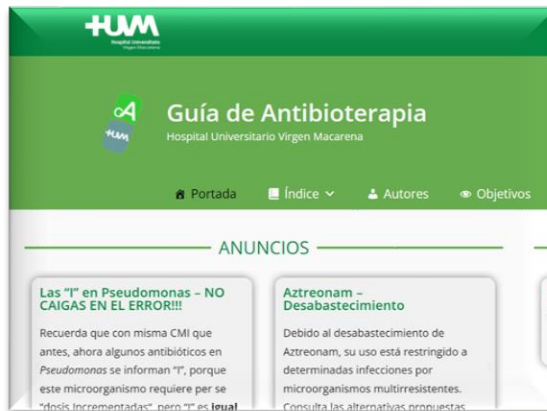 HUVM
Hospital Universitario
Virgen Macarena
Guía de Antibioterapia
Hospital Universitario Virgen Macarena
Portada
Índice
Autores
Objetivos
ANUNCIOS
Las "I" en Pseudomonas – NO
CAIGAS EN EL ERROR!!!
Recuerda que con misma CMI que
antes, ahora algunos antibióticos en
Pseudomonas se informan "I", porque
este microorganismo requiere per se
"dosis Incrementadas", pero "I" es igual
Aztreonam –
Desabastecimiento
Debido al desabastecimiento de
Aztreonam, su uso está restringido a
determinadas infecciones por
microorganismos multirresistentes.
Consulta las alternativas propuestas